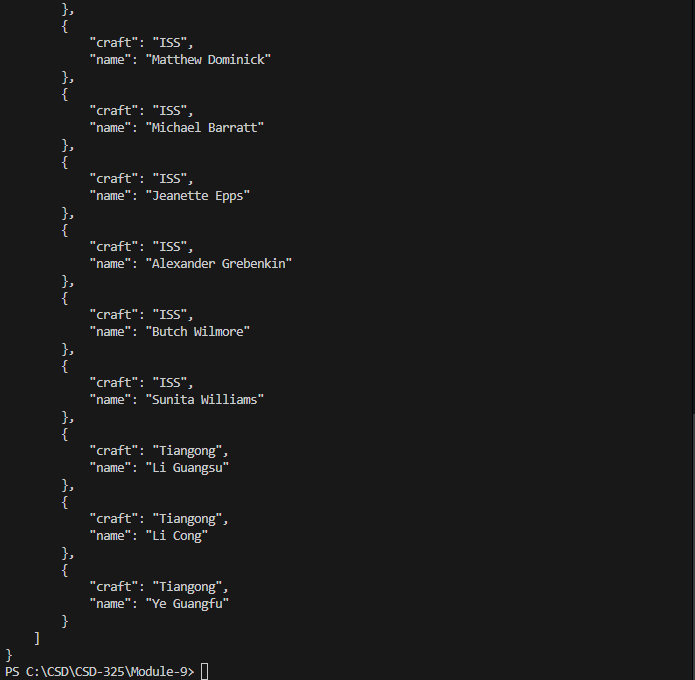 },
        {
            "craft": "ISS",
            "name": "Matthew Dominick"
        },
        {
            "craft": "ISS",
            "name": "Michael Barratt"
        },
        {
            "craft": "ISS",
            "name": "Jeanette Epps"
        },
        {
            "craft": "ISS",
            "name": "Alexander Grebenkin"
        },
        {
            "craft": "ISS",
            "name": "Butch Wilmore"
        },
        {
            "craft": "ISS",
            "name": "Sunita Williams"
        },
        {
            "craft": "Tiangong",
            "name": "Li Guangsu"
        },
        {
            "craft": "Tiangong",
            "name": "Li Cong"
        },
        {
            "craft": "Tiangong",
            "name": "Ye Guangfu"
        }
    ]
}
PS C:\CSD\CSD-325\Module-9>